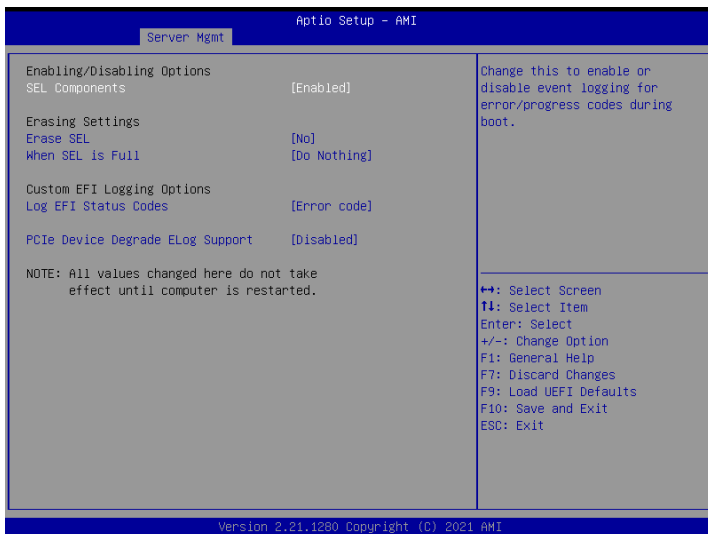 Aptio Setup - AMI
Server Mgmt
Enabling/Disabling Options
SEL Components [Enabled]
Erasing Settings
Erase SEL [No]
When SEL is Full [Do Nothing]
Custom EFI Logging Options
Log EFI Status Codes [Error code]
PCIe Device Degrade ELog Support [Disabled]
NOTE: All values changed here do not take
effect until computer is restarted.
Change this to enable or
disable event logging for
error/progress codes during
boot.
↔: Select Screen
↑↓: Select Item
Enter: Select
+/-: Change Option
F1: General Help
F7: Discard Changes
F9: Load UEFI Defaults
F10: Save and Exit
ESC: Exit
Version 2.21.1280 Copyright (C) 2021 AMI